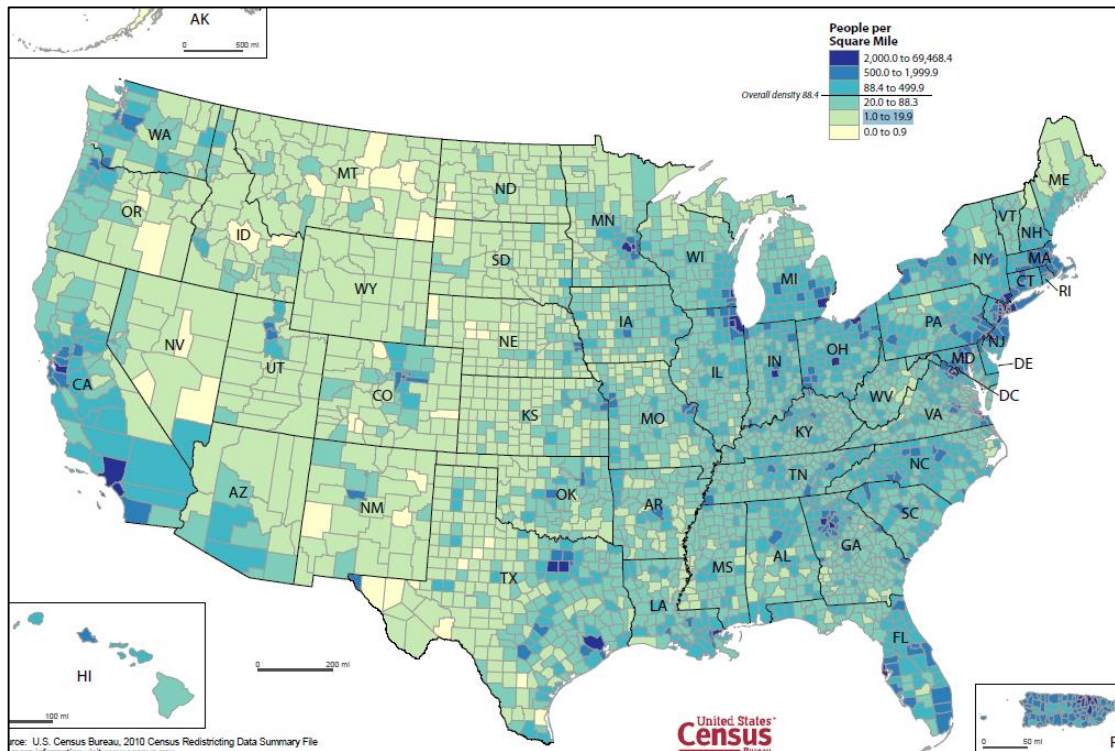 AK
500 mi
People per
Square Mile
2,000.0 to 69,468.4
500.0 to 1,999.9
88.4 to 499.9
Overall density 88.4
20.0 to 88.3
1.0 to 19.9
0.0 to 0.9
WA
MT
ND
MN
ME
OR
ID
SD
WI
MI
VT
NH
NY
MA
CT
RI
WY
IA
PA
NJ
NE
NV
UT
CO
IL
IN
OH
MD
DE
DC
WV
VA
CA
KS
MO
KY
AZ
NM
OK
AR
TN
NC
SC
TX
LA
MS
AL
GA
FL
HI
100 mi
0 200 mi
0 50 mi
P
United States®
Census
Bureau
rce: U.S. Census Bureau, 2010 Census Redistricting Data Summary File